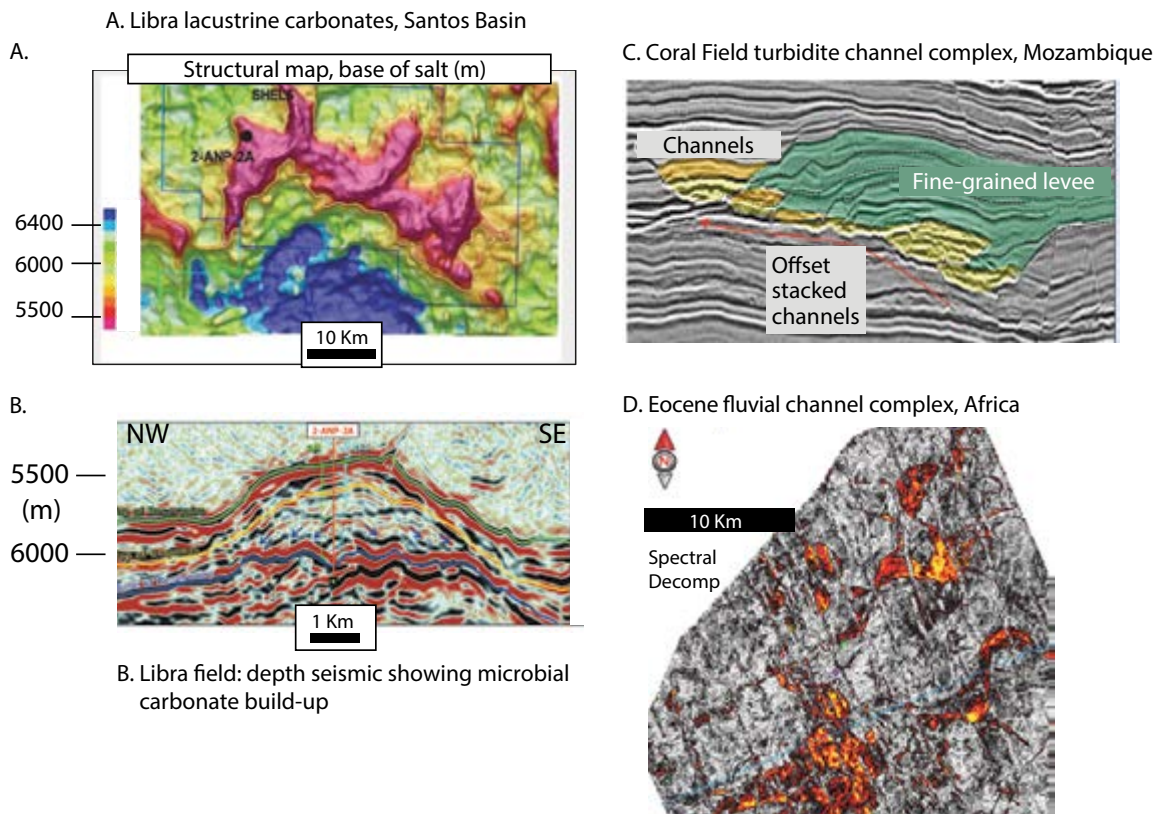 A. Libra lacustrine carbonates, Santos Basin
A.
Structural map, base of salt (m)
2-ANP-2A
6400
6000
5500
10 Km
B.
NW
2-ANP-2A
SE
5500
(m)
6000
1 Km
B. Libra field: depth seismic showing microbial
carbonate build-up
C. Coral Field turbidite channel complex, Mozambique
Channels
Fine-grained levee
Offset
stacked
channels
D. Eocene fluvial channel complex, Africa
N
10 Km
Spectral
Decomp